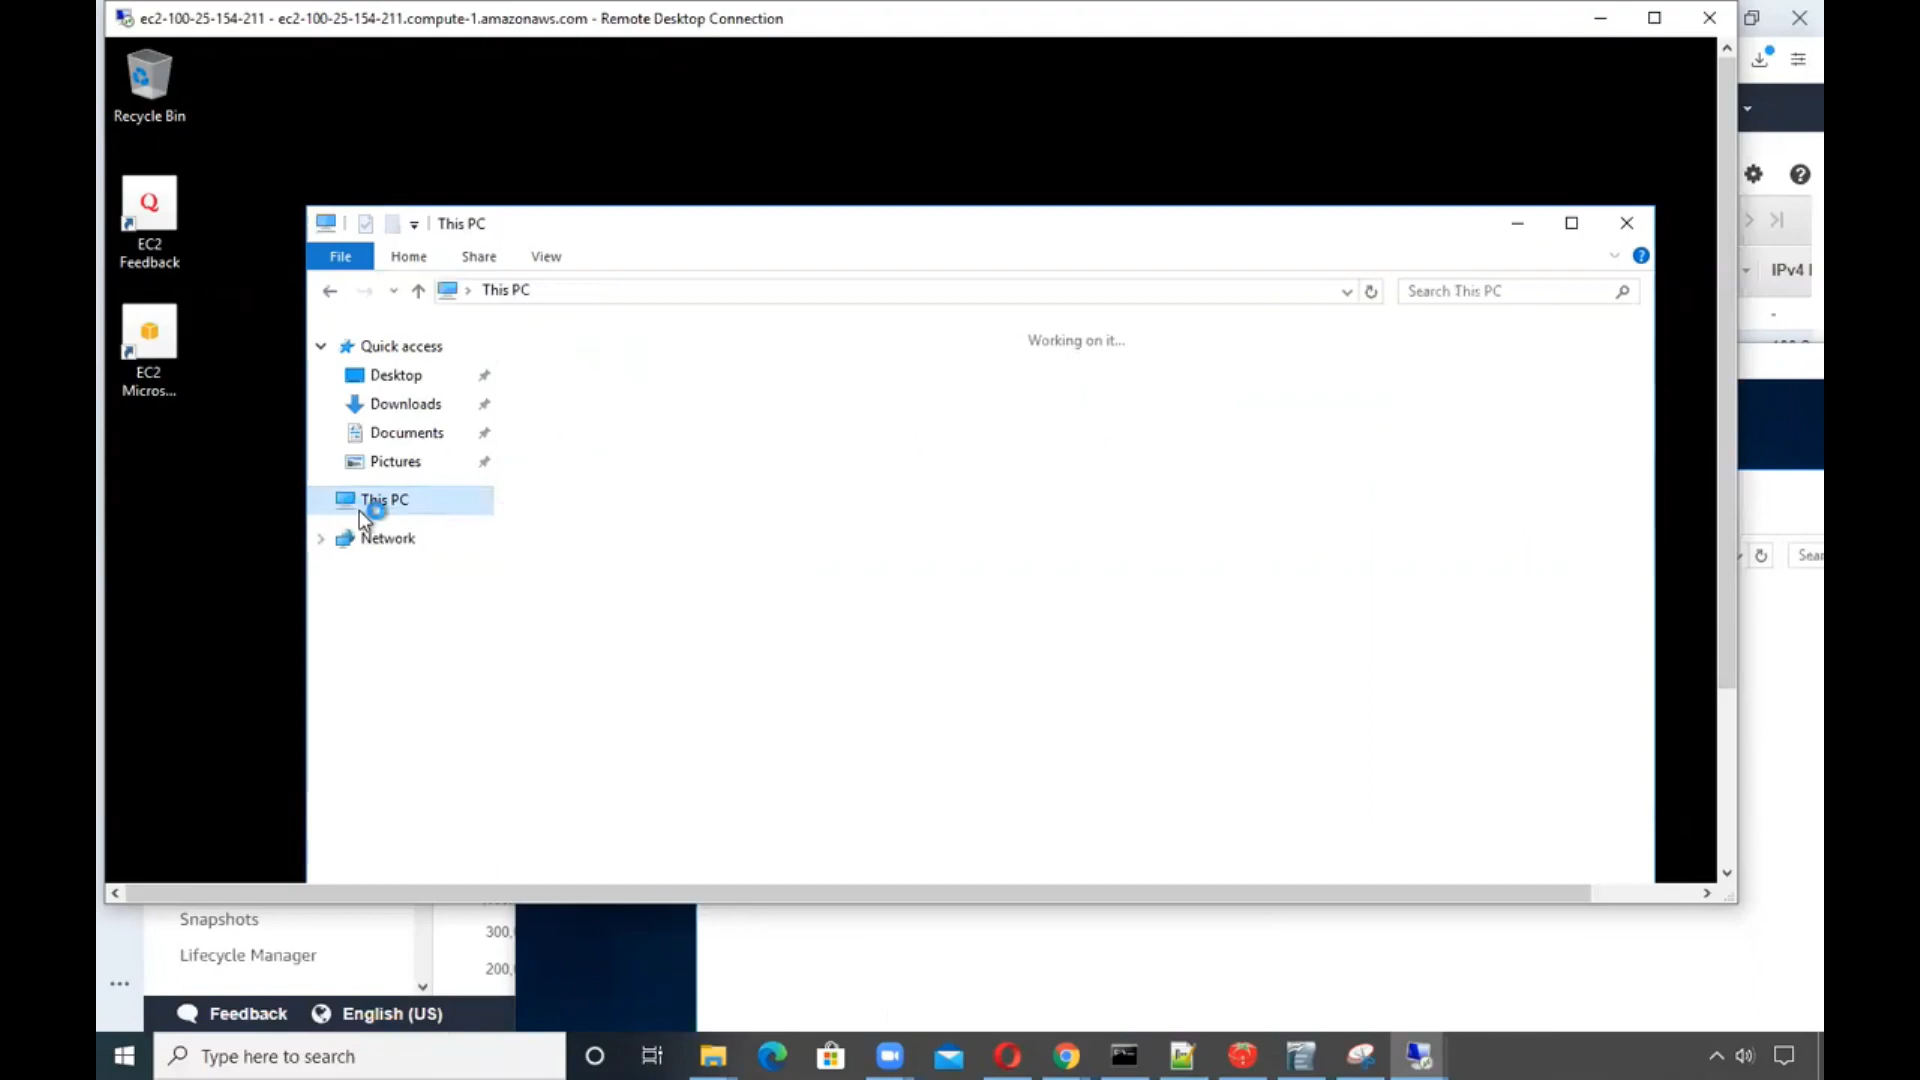 ec2-100-25-154-211 - ec2-100-25-154-211.compute-1.amazonaws.com - Remote Desktop Connection
Recycle Bin
Q
EC2
Feedback
EC2
Micros...
This PC
File
Home
Share
View
This PC
Search This PC
IPv4 I
Working on it...
Quick access
Desktop
Downloads
Documents
Pictures
This PC
Network
Sear
Snapshots
Lifecycle Manager
300,
200,
Feedback
English (US)
Type here to search